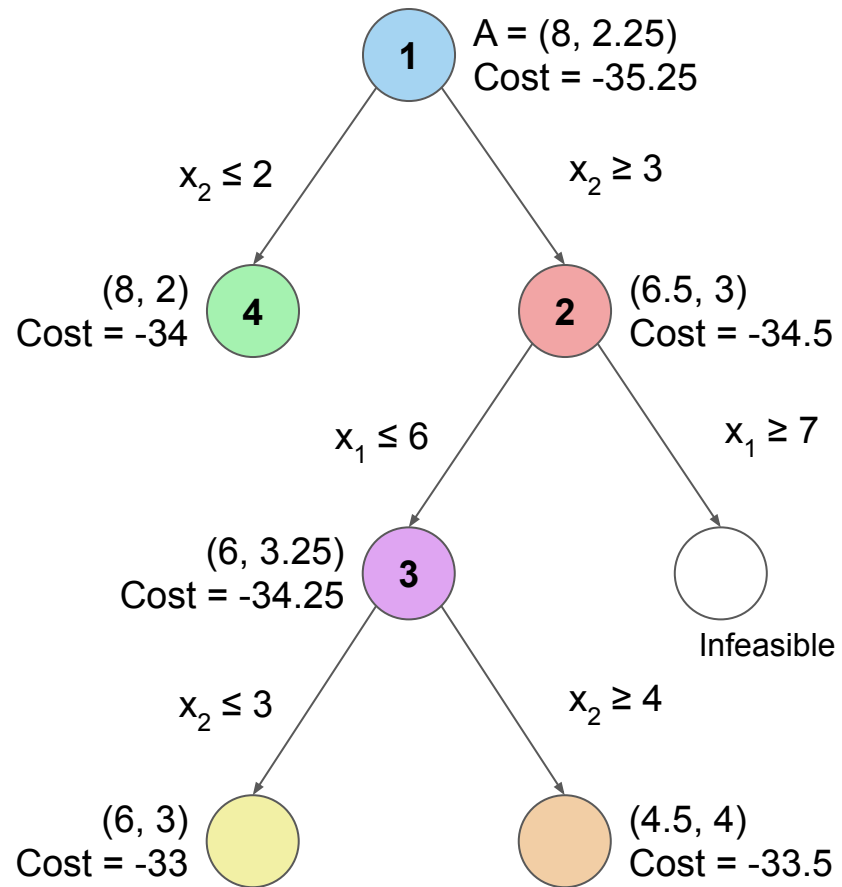 1
A = (8, 2.25)
Cost = -35.25
x₂ ≤ 2
x₂ ≥ 3
(8, 2)
Cost = -34
4
2
(6.5, 3)
Cost = -34.5
x₁ ≤ 6
x₁ ≥ 7
(6, 3.25)
Cost = -34.25
3
Infeasible
x₂ ≤ 3
x₂ ≥ 4
(6, 3)
Cost = -33
(4.5, 4)
Cost = -33.5